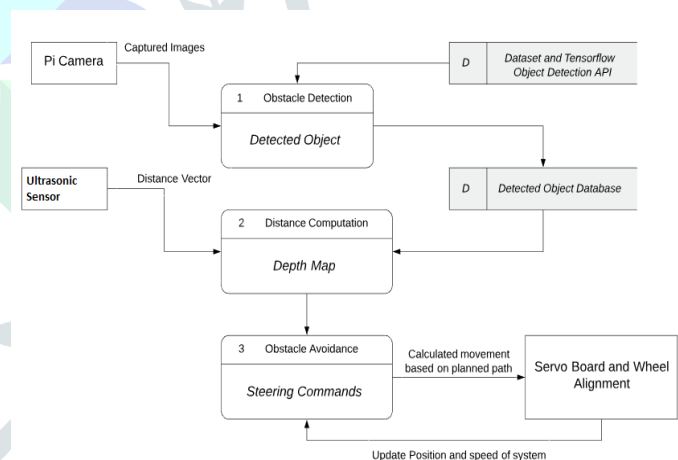 Captured Images
Pi Camera
D
Dataset and Tensorflow
Object Detection API
1 Obstacle Detection
Detected Object
Ultrasonic
Sensor
Distance Vector
D
Detected Object Database
2 Distance Computation
Depth Map
3 Obstacle Avoidance
Steering Commands
Calculated movement
based on planned path
Servo Board and Wheel
Alignment
Update Position and speed of system